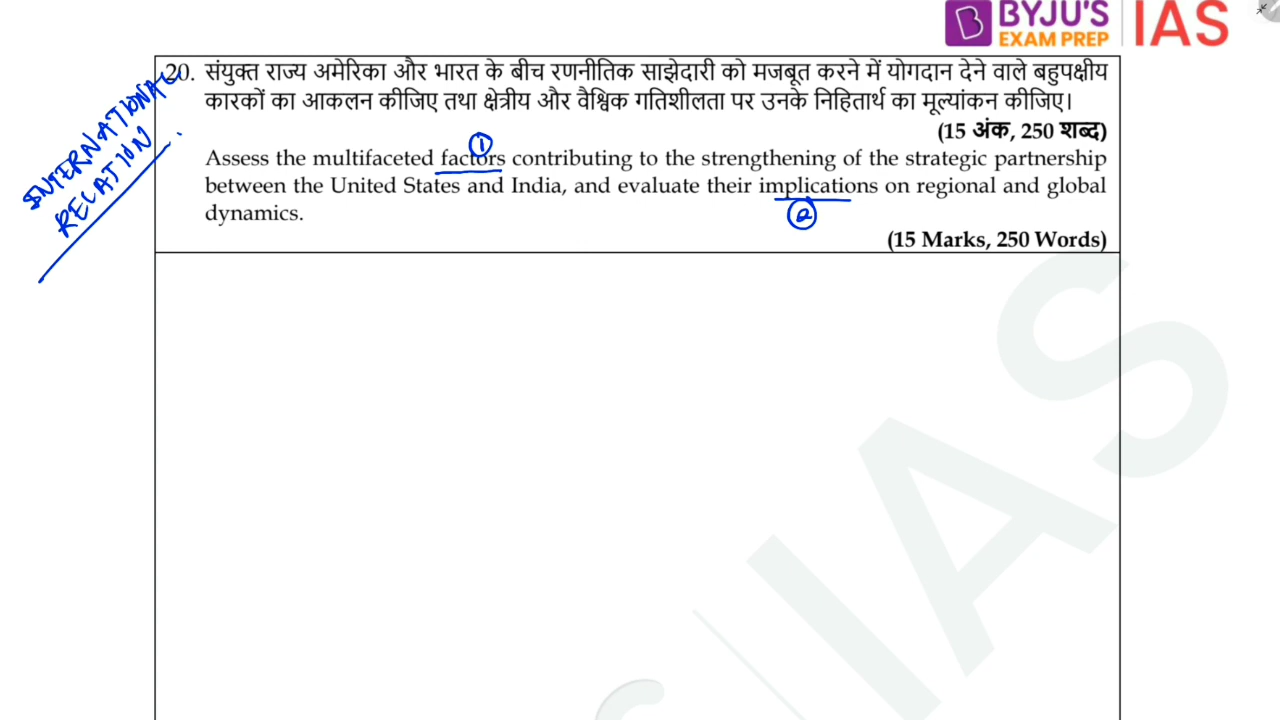 BYJU'S
EXAM PREP
IAS
INTERNATIONAL
RELATION
20. संयुक्त राज्य अमेरिका और भारत के बीच रणनीतिक साझेदारी को मजबूत करने में योगदान देने वाले बहुपक्षीय
कारकों का आकलन कीजिए तथा क्षेत्रीय और वैश्विक गतिशीलता पर उनके निहितार्थ का मूल्यांकन कीजिए।
(15 अंक, 250 शब्द)
1
Assess the multifaceted factors contributing to the strengthening of the strategic partnership
between the United States and India, and evaluate their implications on regional and global
2
dynamics.
(15 Marks, 250 Words)
IAS